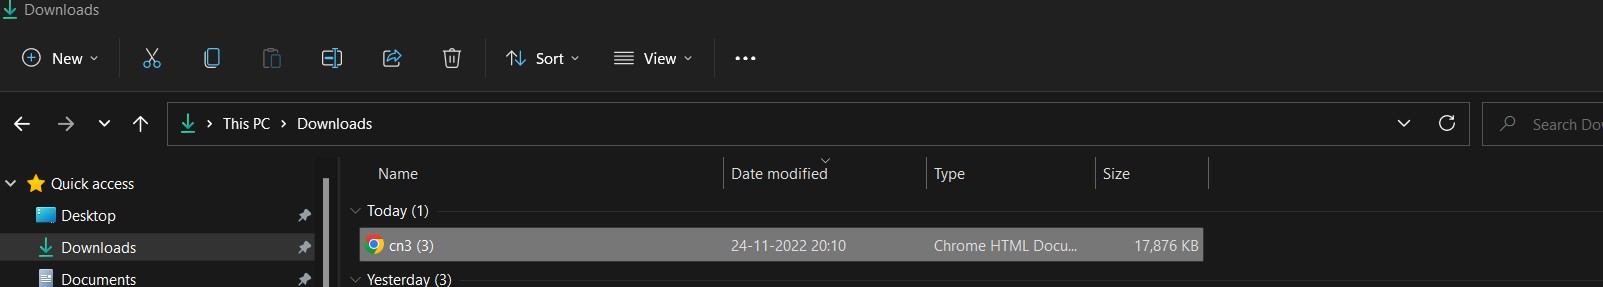 Downloads
New Sort View
This PC Downloads Search Do
Quick access Name Date modified Type Size
Today (1)
Desktop
Downloads cn3 (3) 24-11-2022 20:10 Chrome HTML Docu... 17,876 KB
Documents Yesterday (3)